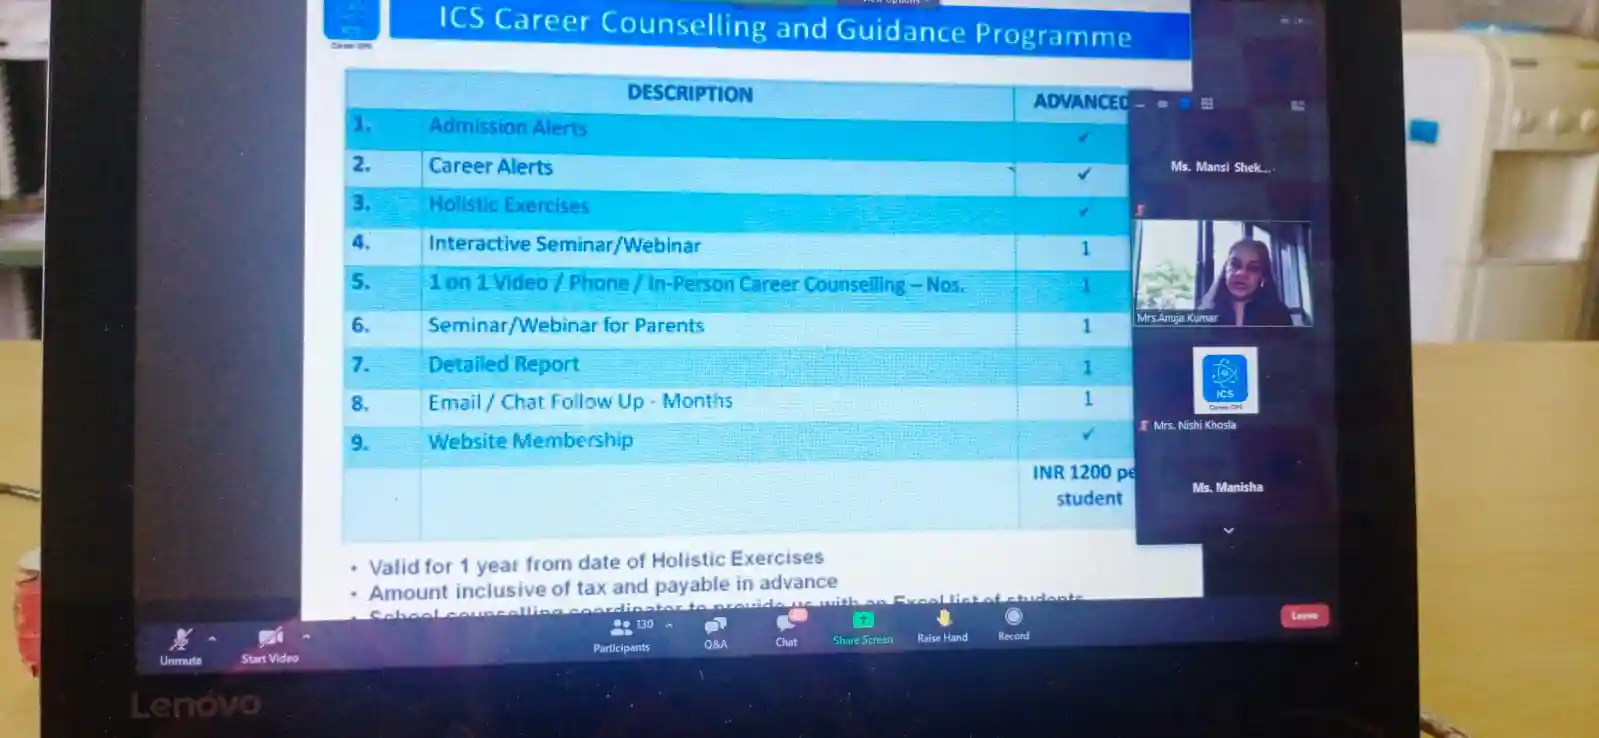 ICS Career Counselling and Guidance Programme
DESCRIPTION ADVANCED
1. Admission Alerts ✓
2. Career Alerts ✓
3. Holistic Exercises ✓
4. Interactive Seminar/Webinar 1
5. 1 on 1 Video / Phone / In-Person Career Counselling – Nos. 1
6. Seminar/Webinar for Parents 1
7. Detailed Report 1
8. Email / Chat Follow Up - Months 1
9. Website Membership ✓
INR 1200 pe
student
• Valid for 1 year from date of Holistic Exercises
• Amount inclusive of tax and payable in advance
• School counselling coordinator to provide us with an Excel list of students
Ms. Mansi Shek...
Mrs.Anuja Kumar
ICS
Mrs. Nishi Khosla
Ms. Manisha
Unmute
Start Video
130
Participants
Q&A
Chat
Share Screen
Raise Hand
Record
Leave
Lenovo